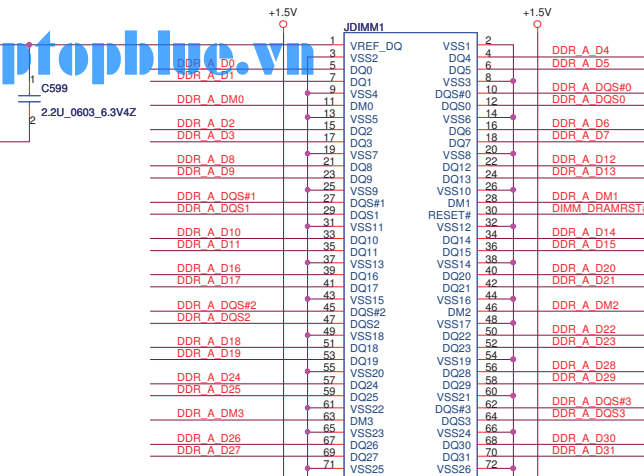 +1.5V +1.5V
JDIMM1
ptopblue.vn
1 VREF_DQ VSS1 2
3 VSS2 DQ4 4 DDR_A_D4
DDR_A_D0 5 DQ0 DQ5 6 DDR_A_D5
DDR_A_D1 7 DQ1 VSS3 8
9 VSS4 DQS#0 10 DDR_A_DQS#0
DDR_A_DM0 11 DM0 DQS0 12 DDR_A_DQS0
13 VSS5 VSS6 14
DDR_A_D2 15 DQ2 DQ6 16 DDR_A_D6
DDR_A_D3 17 DQ3 DQ7 18 DDR_A_D7
19 VSS7 VSS8 20
DDR_A_D8 21 DQ8 DQ12 22 DDR_A_D12
DDR_A_D9 23 DQ9 DQ13 24 DDR_A_D13
25 VSS9 VSS10 26
DDR_A_DQS#1 27 DQS#1 DM1 28 DDR_A_DM1
DDR_A_DQS1 29 DQS1 RESET# 30 DIMM_DRAMRST#
31 VSS11 VSS12 32
DDR_A_D10 33 DQ10 DQ14 34 DDR_A_D14
DDR_A_D11 35 DQ11 DQ15 36 DDR_A_D15
37 VSS13 VSS14 38
DDR_A_D16 39 DQ16 DQ20 40 DDR_A_D20
DDR_A_D17 41 DQ17 DQ21 42 DDR_A_D21
43 VSS15 VSS16 44
DDR_A_DQS#2 45 DQS#2 DM2 46 DDR_A_DM2
DDR_A_DQS2 47 DQS2 VSS17 48
49 VSS18 DQ22 50 DDR_A_D22
DDR_A_D18 51 DQ18 DQ23 52 DDR_A_D23
DDR_A_D19 53 DQ19 VSS19 54
55 VSS20 DQ28 56 DDR_A_D28
DDR_A_D24 57 DQ24 DQ29 58 DDR_A_D29
DDR_A_D25 59 DQ25 VSS21 60
61 VSS22 DQS#3 62 DDR_A_DQS#3
DDR_A_DM3 63 DM3 DQS3 64 DDR_A_DQS3
65 VSS23 VSS24 66
DDR_A_D26 67 DQ26 DQ30 68 DDR_A_D30
DDR_A_D27 69 DQ27 DQ31 70 DDR_A_D31
71 VSS25 VSS26 72
1
C599
2.2U_0603_6.3V4Z
2